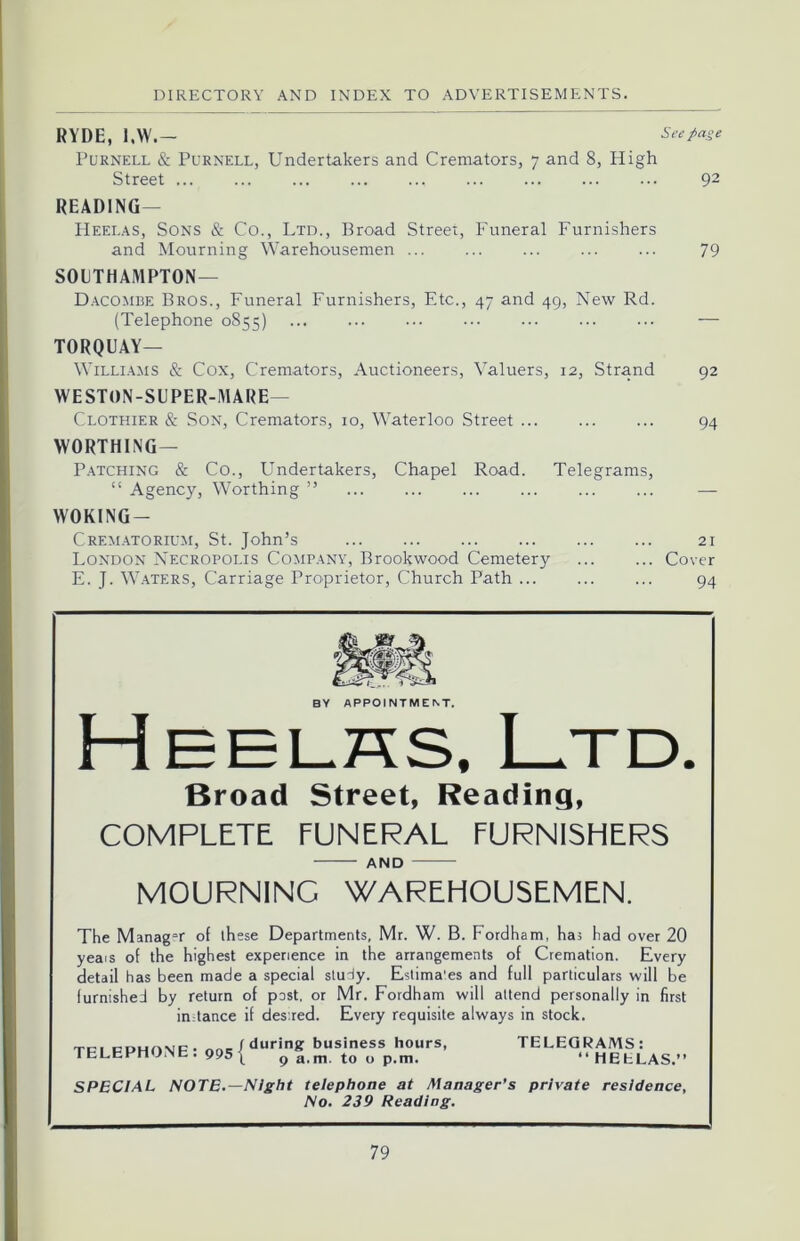 DIRECTORY AND INDEX TO ADVERTISEMENTS.
RYDE, I.W.— See page
PURNELL & PURNELL, Undertakers and Cremators, 7 and 8, High
Street ... ... ... ... ... ... ... ... ... 92
READING—
HEELAS, SONS & CO., LTD., Broad Street, Funeral Furnishers
and Mourning Warehousemen ... ... ... ... ... 79
SOUTHAMPTON—
DACOMBE BROS., Funeral Furnishers, Etc., 47 and 49, New Rd.
(Telephone 0855) ... ... ... ... ... ... ... —
TORQUAY—
WILLIAMS & COX, Cremators, Auctioneers, Valuers, 12, Strand 92
WESTON-SUPER-MARE—
CLOTHIER & SON, Cremators, 10, Waterloo Street ... ... ... 94
WORTHING—
PATCHING & CO., Undertakers, Chapel Road. Telegrams,
“ Agency, Worthing ” ... ... ... ... ... ... —
WOKING—
CREMATORIUM, St. John’s ... ... ... ... ... ... 21
LONDON NECROPOLIS COMPANY, Brookwood Cemetery ... ... Cover
E. J. WATERS, Carriage Proprietor, Church Path ... ... ... 94
BY APPOINTMENT.
HEELAS, LTD.
Broad Street, Reading,
COMPLETE FUNERAL FURNISHERS
— AND —
MOURNING WAREHOUSEMEN.
The Manager of these Departments, Mr. W. B. Fordham, has had over 20
years of the highest experience in the arrangements of Cremation. Every
detail has been made a special study. Estimates and full particulars will be
furnished by return of post, or Mr. Fordham will attend personally in first
instance if desired. Every requisite always in stock.
TELEPHONE: 995 { during business hours, TELEGRAMS:
9 a.m. to o p.m. “HEELAS.”
SPECIAL NOTE.—Night telephone at Manager’s private residence,
No. 239 Reading.
79